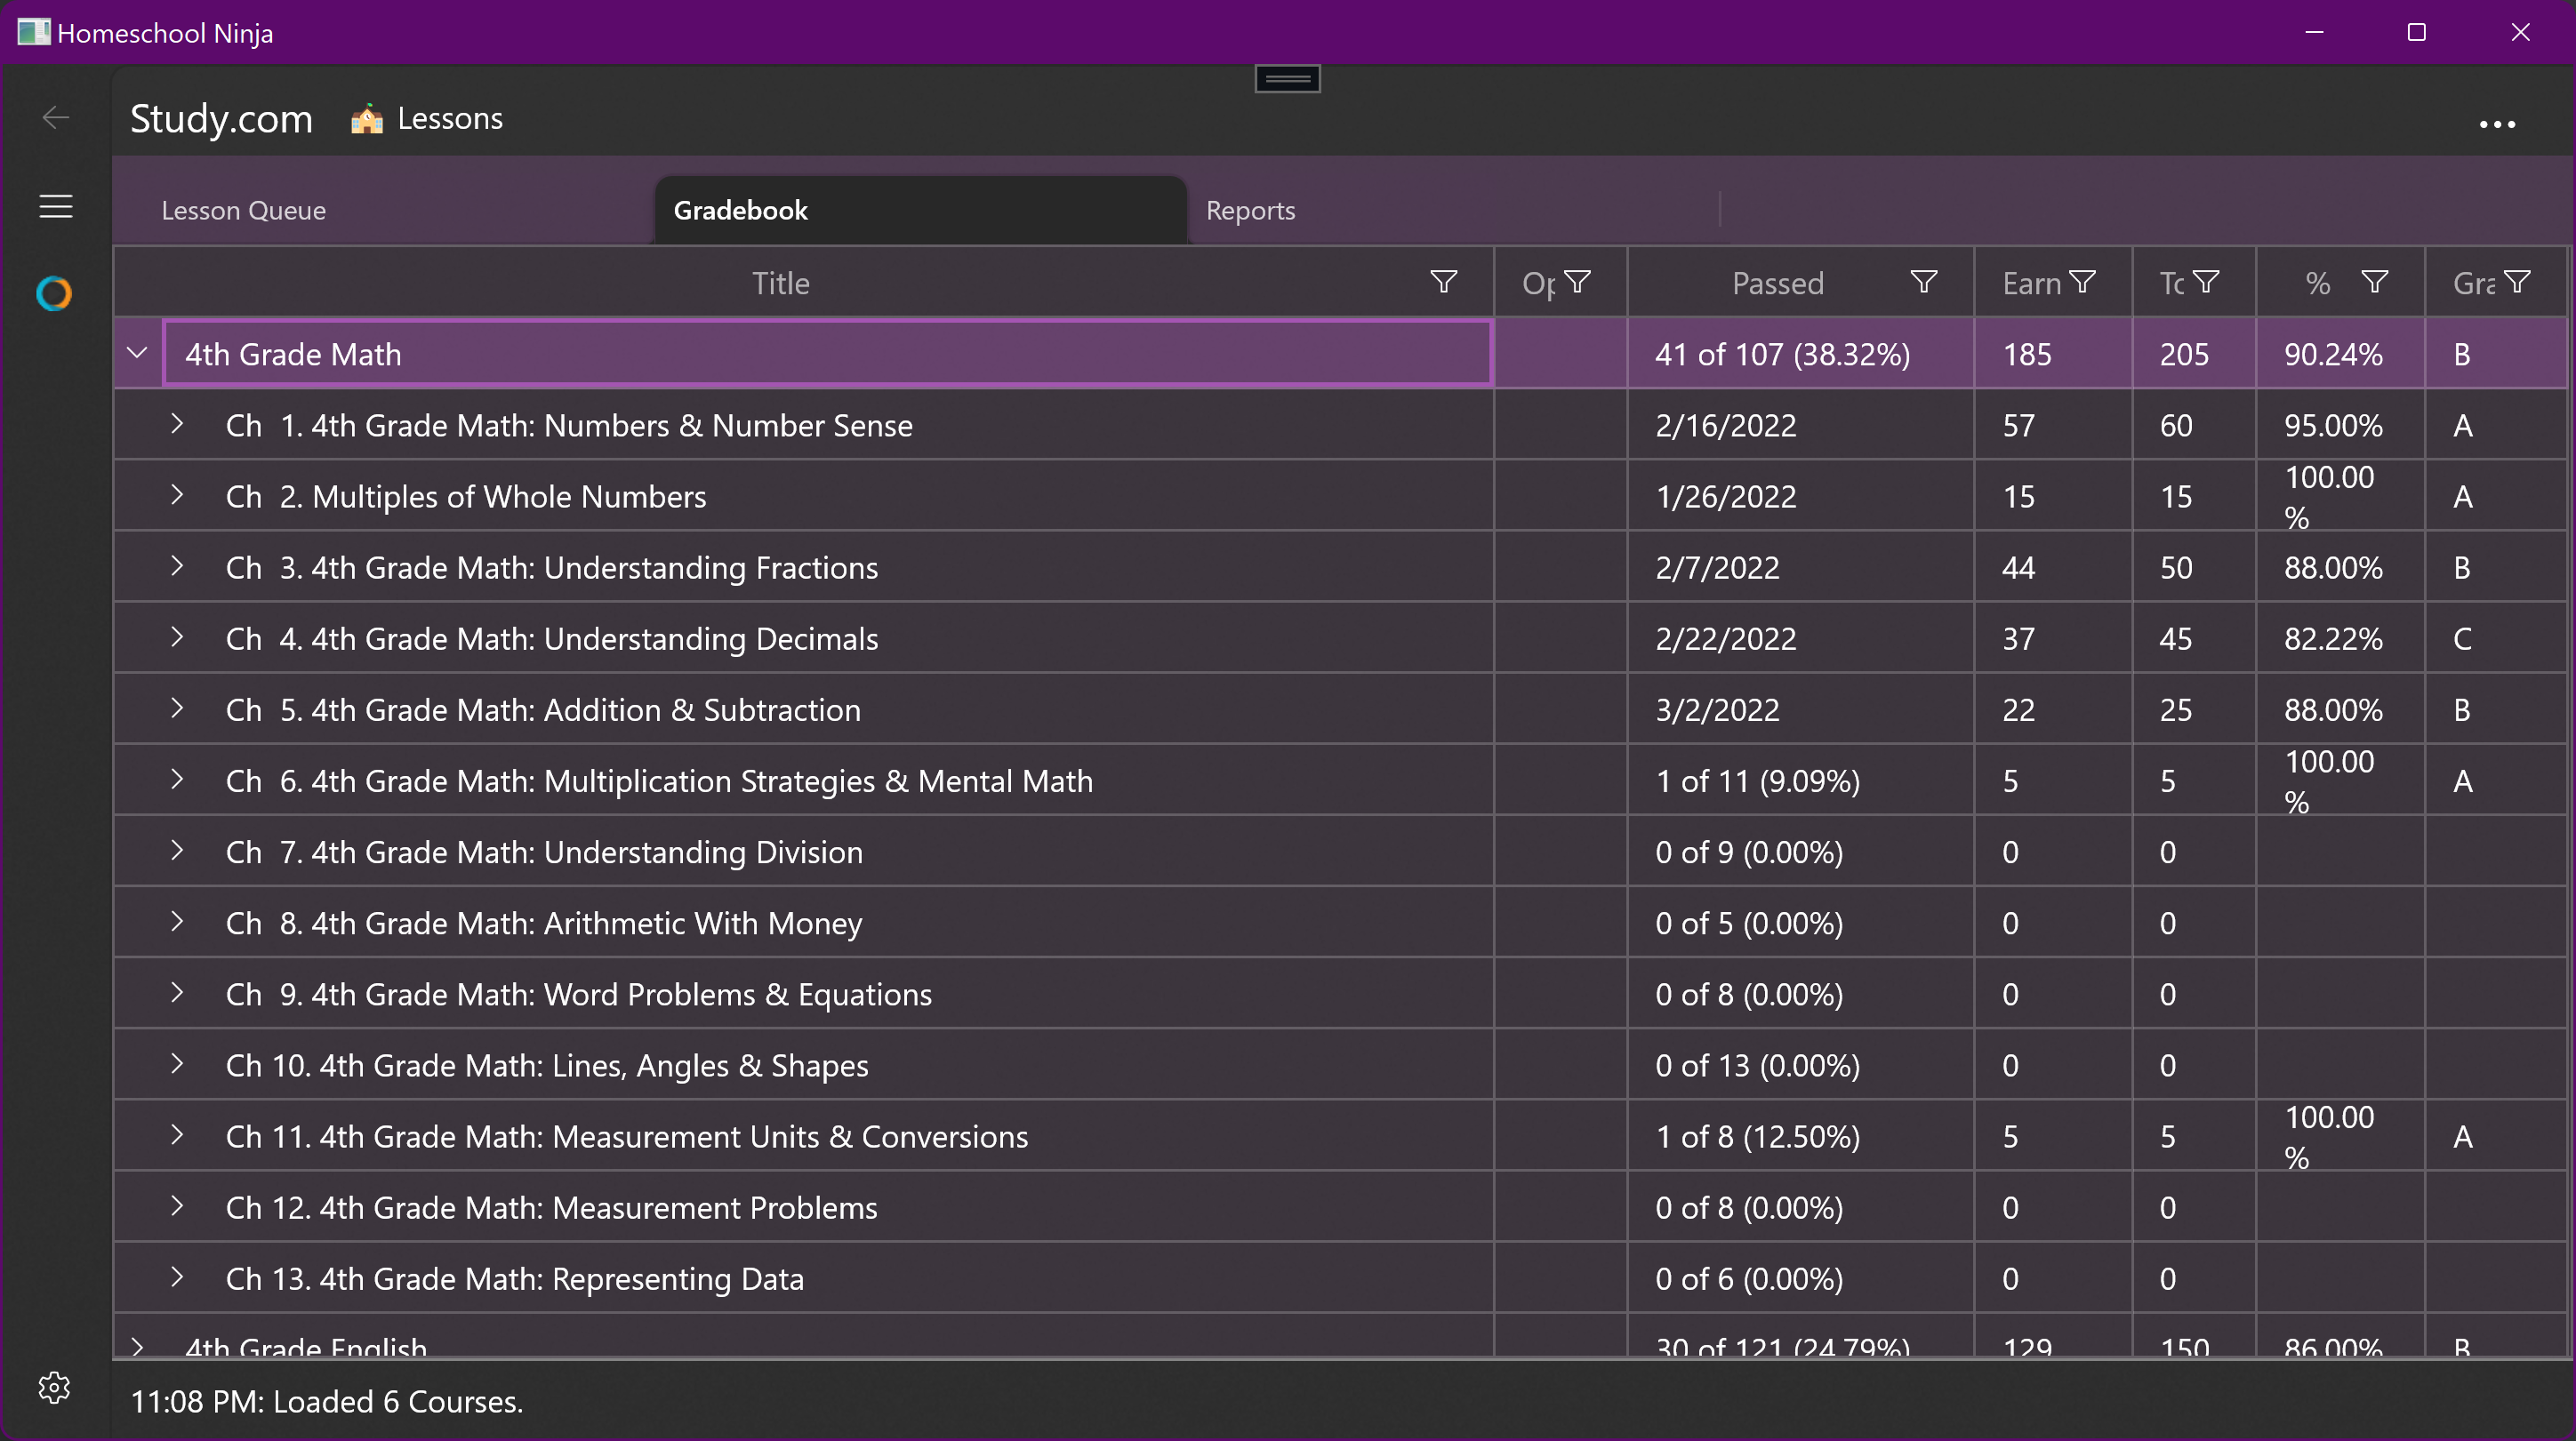 Homeschool Ninja
Study.com Lessons
Lesson Queue Gradebook Reports
Title Op Passed Earn To % Gra
4th Grade Math 41 of 107 (38.32%) 185 205 90.24% B
Ch 1. 4th Grade Math: Numbers & Number Sense 2/16/2022 57 60 95.00% A
Ch 2. Multiples of Whole Numbers 1/26/2022 15 15 100.00 % A
Ch 3. 4th Grade Math: Understanding Fractions 2/7/2022 44 50 88.00% B
Ch 4. 4th Grade Math: Understanding Decimals 2/22/2022 37 45 82.22% C
Ch 5. 4th Grade Math: Addition & Subtraction 3/2/2022 22 25 88.00% B
Ch 6. 4th Grade Math: Multiplication Strategies & Mental Math 1 of 11 (9.09%) 5 5 100.00 % A
Ch 7. 4th Grade Math: Understanding Division 0 of 9 (0.00%) 0 0
Ch 8. 4th Grade Math: Arithmetic With Money 0 of 5 (0.00%) 0 0
Ch 9. 4th Grade Math: Word Problems & Equations 0 of 8 (0.00%) 0 0
Ch 10. 4th Grade Math: Lines, Angles & Shapes 0 of 13 (0.00%) 0 0
Ch 11. 4th Grade Math: Measurement Units & Conversions 1 of 8 (12.50%) 5 5 100.00 % A
Ch 12. 4th Grade Math: Measurement Problems 0 of 8 (0.00%) 0 0
Ch 13. 4th Grade Math: Representing Data 0 of 6 (0.00%) 0 0
4th Grade English 30 of 121 (24.79%) 129 150 86.00% B
11:08 PM: Loaded 6 Courses.